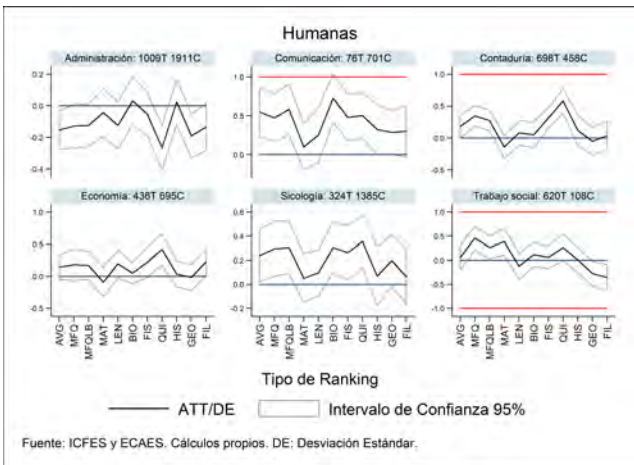 Humanas
Administración: 1009T 1911C
Comunicación: 76T 701C
Contaduría: 698T 458C
0.2
0.0
-0.2
-0.4
1.0
0.5
0.0
1.0
0.5
0.0
-0.5
Economía: 436T 695C
Sicología: 324T 1385C
Trabajo social: 620T 108C
1.0
0.5
0.0
-0.5
0.6
0.4
0.2
0.0
-0.2
1.0
0.5
0.0
-0.5
-1.0
AVG MFQ MFQLB MAT LEN BIO FIS QUI HIS GEO FIL
AVG MFQ MFQLB MAT LEN BIO FIS QUI HIS GEO FIL
AVG MFQ MFQLB MAT LEN BIO FIS QUI HIS GEO FIL
Tipo de Ranking
ATT/DE Intervalo de Confianza 95%
Fuente: ICFES y ECAES. Cálculos propios. DE: Desviación Estándar.